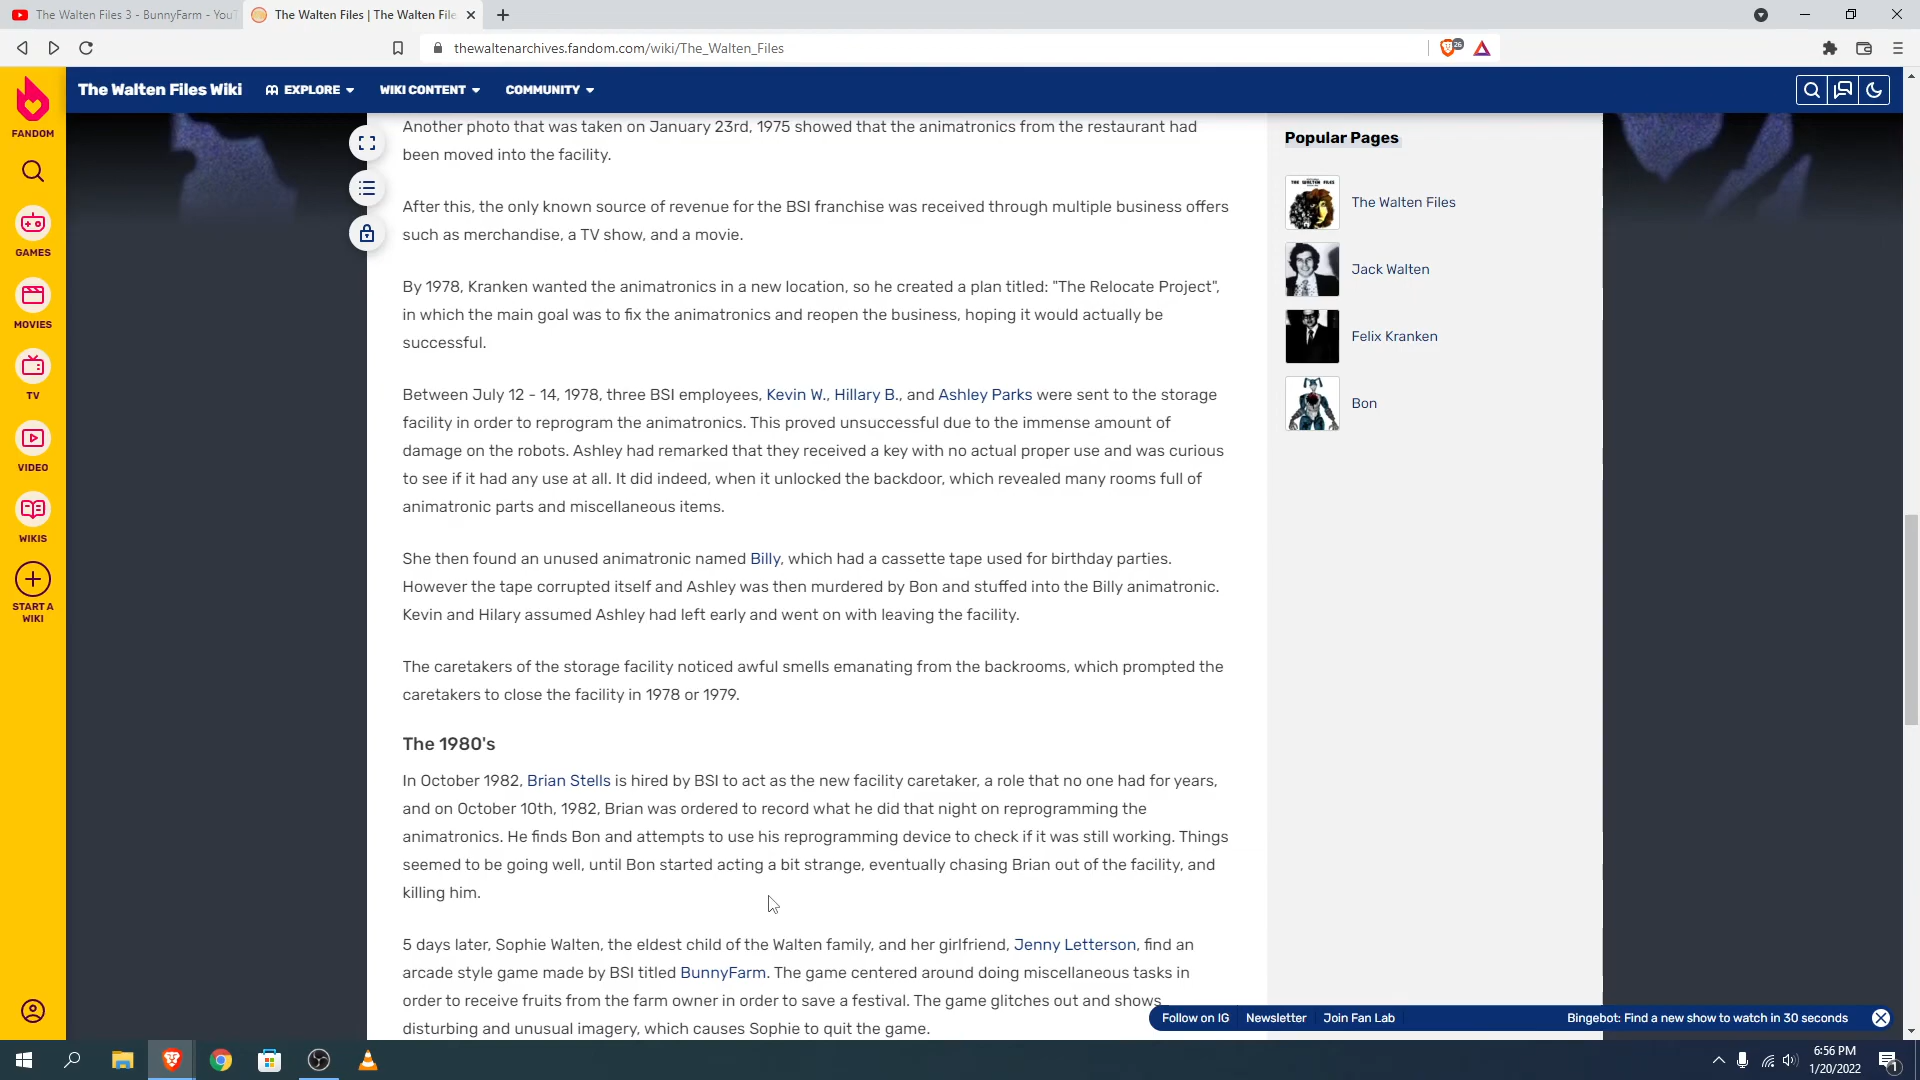 The Walten Files 3 - BunnyFarm - You
The Walten Files | The Walten File
thewaltenarchives.fandom.com/wiki/The_Walten_Files
26
FANDOM
GAMES
MOVIES
TV
VIDEO
WIKIS
START A
WIKI
The Walten Files Wiki
EXPLORE
WIKI CONTENT
COMMUNITY
Another photo that was taken on January 23rd, 1975 showed that the animatronics from the restaurant had
been moved into the facility.
After this, the only known source of revenue for the BSI franchise was received through multiple business offers
such as merchandise, a TV show, and a movie.
By 1978, Kranken wanted the animatronics in a new location, so he created a plan titled: "The Relocate Project",
in which the main goal was to fix the animatronics and reopen the business, hoping it would actually be
successful.
Between July 12 - 14, 1978, three BSI employees, Kevin W., Hillary B., and Ashley Parks were sent to the storage
facility in order to reprogram the animatronics. This proved unsuccessful due to the immense amount of
damage on the robots. Ashley had remarked that they received a key with no actual proper use and was curious
to see if it had any use at all. It did indeed, when it unlocked the backdoor, which revealed many rooms full of
animatronic parts and miscellaneous items.
She then found an unused animatronic named Billy, which had a cassette tape used for birthday parties.
However the tape corrupted itself and Ashley was then murdered by Bon and stuffed into the Billy animatronic.
Kevin and Hilary assumed Ashley had left early and went on with leaving the facility.
The caretakers of the storage facility noticed awful smells emanating from the backrooms, which prompted the
caretakers to close the facility in 1978 or 1979.
The 1980's
In October 1982, Brian Stells is hired by BSI to act as the new facility caretaker, a role that no one had for years,
and on October 10th, 1982, Brian was ordered to record what he did that night on reprogramming the
animatronics. He finds Bon and attempts to use his reprogramming device to check if it was still working. Things
seemed to be going well, until Bon started acting a bit strange, eventually chasing Brian out of the facility, and
killing him.
5 days later, Sophie Walten, the eldest child of the Walten family, and her girlfriend, Jenny Letterson, find an
arcade style game made by BSI titled BunnyFarm. The game centered around doing miscellaneous tasks in
order to receive fruits from the farm owner in order to save a festival. The game glitches out and shows
disturbing and unusual imagery, which causes Sophie to quit the game.
Popular Pages
THE WALTEN FILES
The Walten Files
Jack Walten
Felix Kranken
Bon
Follow on IG
Newsletter
Join Fan Lab
Bingebot: Find a new show to watch in 30 seconds
6:56 PM
1/20/2022
1